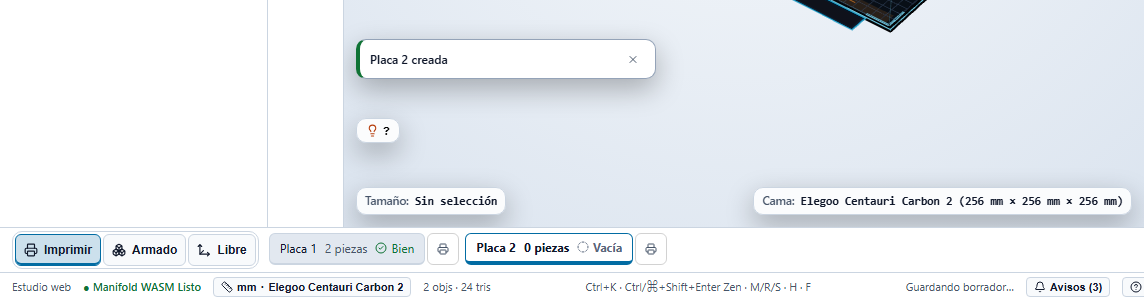 Placa 2 creada
?
Tamaño: Sin selección
Cama: Elegoo Centauri Carbon 2 (256 mm × 256 mm × 256 mm)
Imprimir Armado Libre Placa 1 2 piezas Bien Placa 2 0 piezas Vacía
Estudio web ● Manifold WASM Listo mm · Elegoo Centauri Carbon 2 2 objs · 24 tris Ctrl+K · Ctrl/⌘+Shift+Enter Zen · M/R/S · H · F Guardando borrador... Avisos (3)